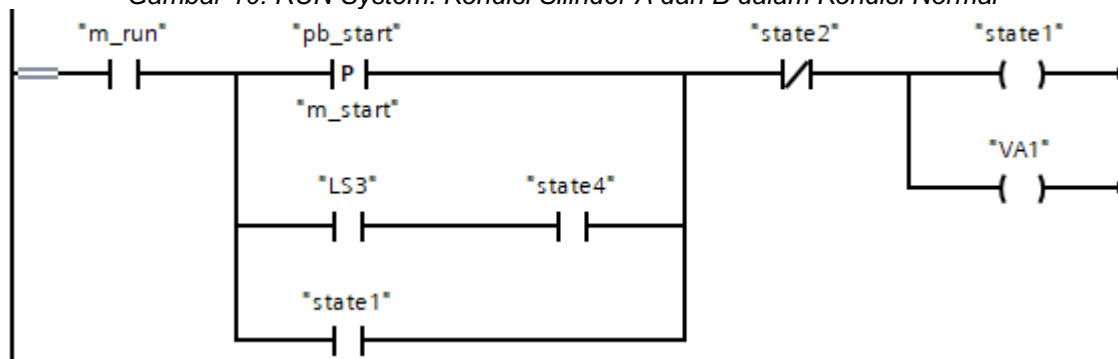 Gambar 10. RUN System: Kondisi Silinder A dan B dalam Kondisi Normal
"m_run" "pb_start" "state2" "state1"
P
"m_start"
"VA1"
"LS3" "state4"
"state1"